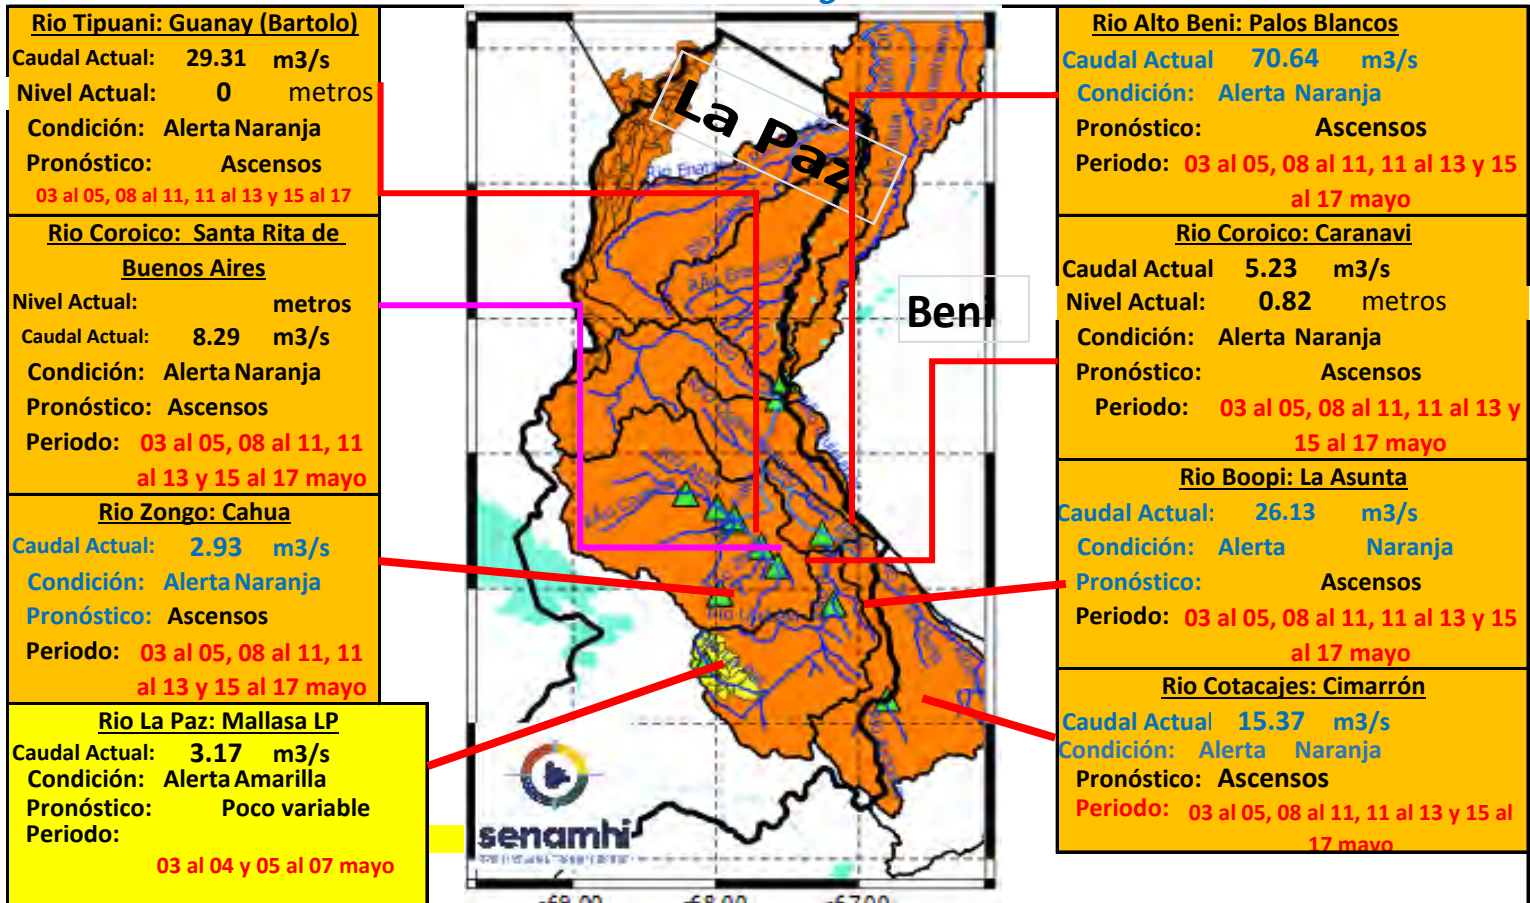 Rio Tipuani: Guanay (Bartolo)
Caudal Actual: 29.31 m3/s
Nivel Actual: 0 metros
Condición: Alerta Naranja
Pronóstico: Ascensos
03 al 05, 08 al 11, 11 al 13 y 15 al 17
Rio Coroico: Santa Rita de
Buenos Aires
Nivel Actual: metros
Caudal Actual: 8.29 m3/s
Condición: Alerta Naranja
Pronóstico: Ascensos
Periodo: 03 al 05, 08 al 11, 11
al 13 y 15 al 17 mayo
Rio Zongo: Cahua
Caudal Actual: 2.93 m3/s
Condición: Alerta Naranja
Pronóstico: Ascensos
Periodo: 03 al 05, 08 al 11, 11
al 13 y 15 al 17 mayo
Rio La Paz: Mallasa LP
Caudal Actual: 3.17 m3/s
Condición: Alerta Amarilla
Pronóstico: Poco variable
Periodo:
03 al 04 y 05 al 07 mayo
La Paz
Beni
senamhi
-69.00 -68.00 -67.00
Rio Alto Beni: Palos Blancos
Caudal Actual 70.64 m3/s
Condición: Alerta Naranja
Pronóstico: Ascensos
Periodo: 03 al 05, 08 al 11, 11 al 13 y 15
al 17 mayo
Rio Coroico: Caranavi
Caudal Actual 5.23 m3/s
Nivel Actual: 0.82 metros
Condición: Alerta Naranja
Pronóstico: Ascensos
Periodo: 03 al 05, 08 al 11, 11 al 13 y
15 al 17 mayo
Rio Boopi: La Asunta
Caudal Actual: 26.13 m3/s
Condición: Alerta Naranja
Pronóstico: Ascensos
Periodo: 03 al 05, 08 al 11, 11 al 13 y 15
al 17 mayo
Rio Cotacajes: Cimarrón
Caudal Actual 15.37 m3/s
Condición: Alerta Naranja
Pronóstico: Ascensos
Periodo: 03 al 05, 08 al 11, 11 al 13 y 15 al
17 mayo